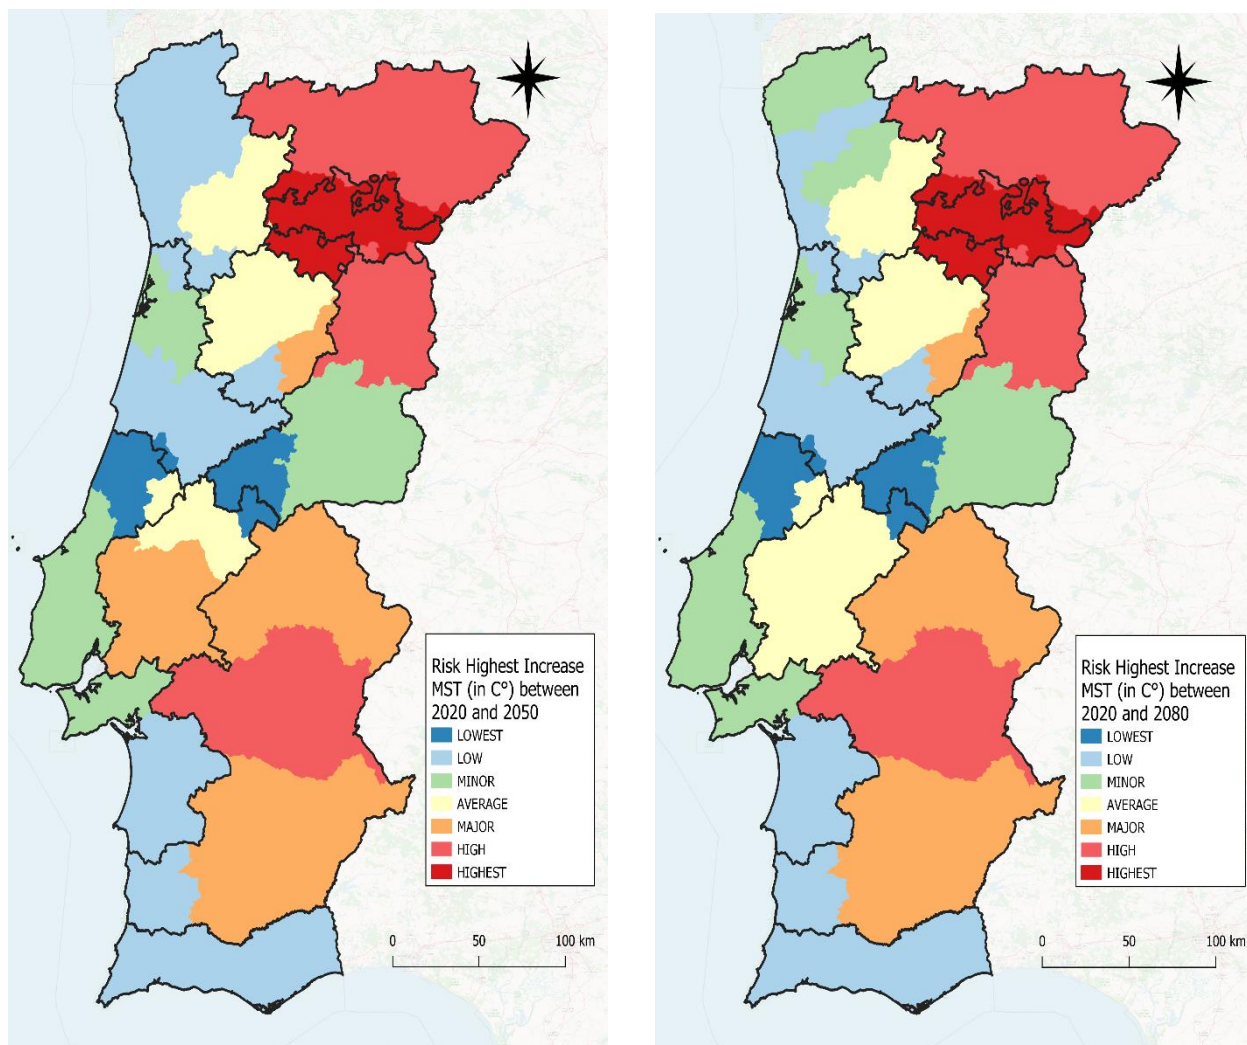 Risk Highest Increase
MST (in C°) between
2020 and 2050
LOWEST
LOW
MINOR
AVERAGE
MAJOR
HIGH
HIGHEST
0 50 100 km
Risk Highest Increase
MST (in C°) between
2020 and 2080
LOWEST
LOW
MINOR
AVERAGE
MAJOR
HIGH
HIGHEST
0 50 100 km